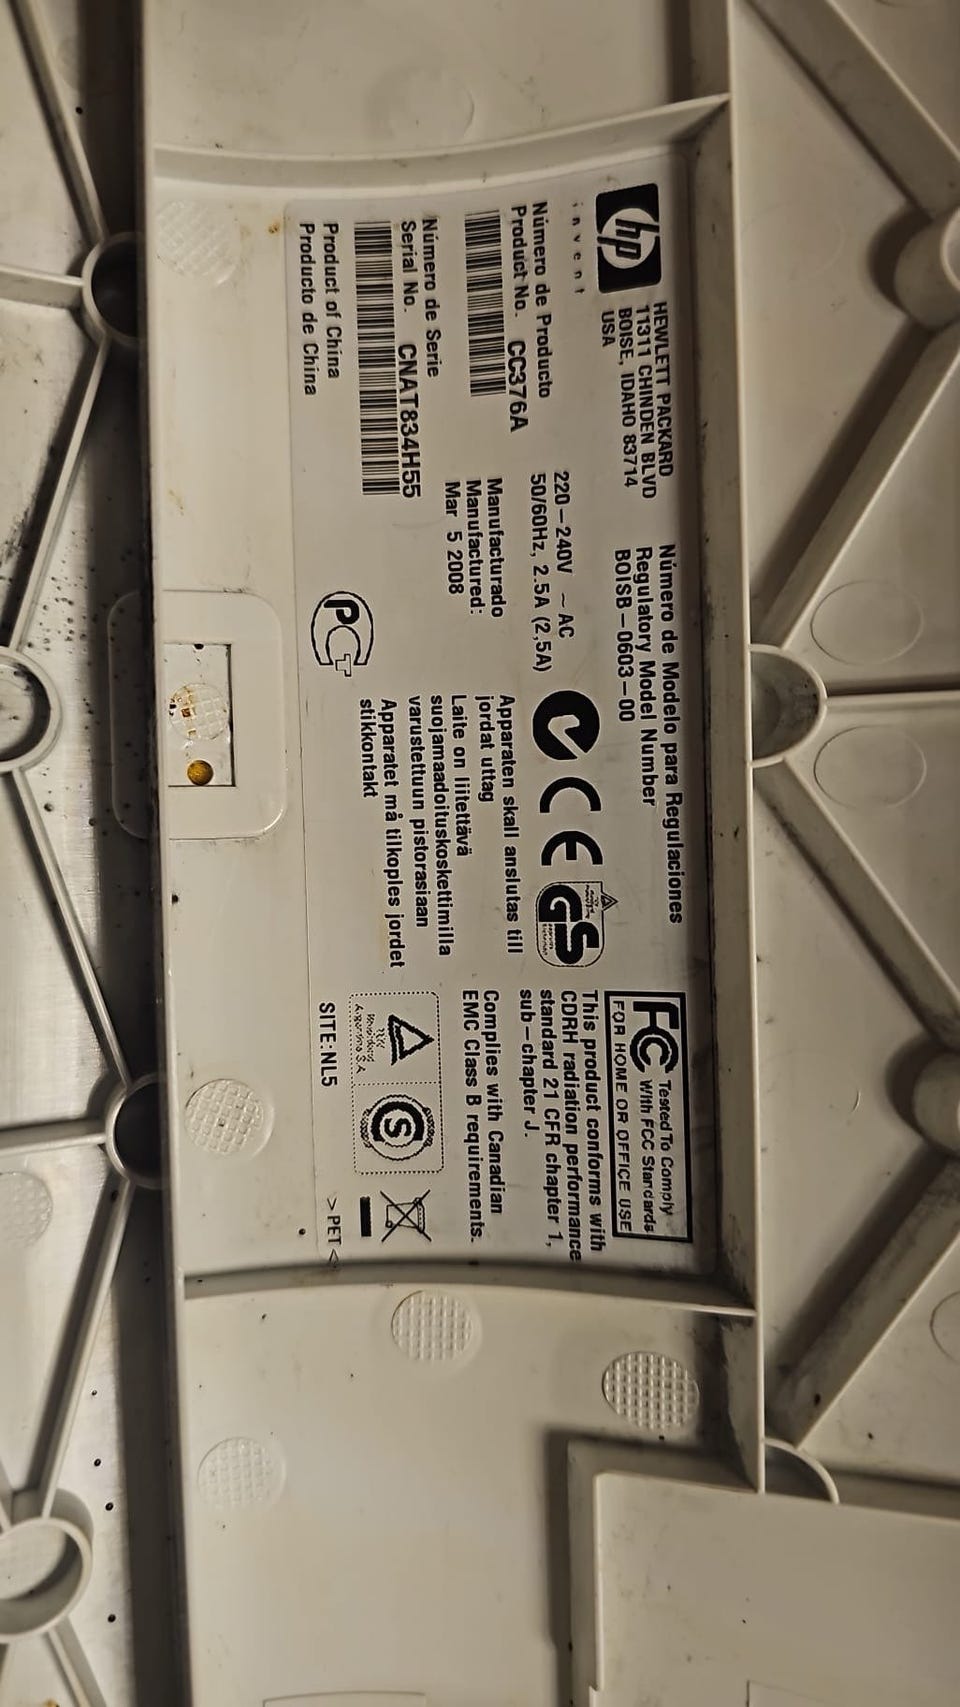 hp
invent
HEWLETT PACKARD
11311 CHINDEN BLVD
BOISE, IDAHO 83714
USA
Número de Modelo para Regulaciones
Regulatory Model Number
BOISB-0603-00
FC Tested To Comply
With FCC Standards
FOR HOME OR OFFICE USE
Número de Producto
Product No. CC376A
220-240V ~ AC
50/60Hz, 2.5A (2,5A)
CE
GS
This product conforms with
CDRH radiation performance
standard 21 CFR chapter 1,
sub-chapter J.
Manufacturado
Manufactured:
Mar 5 2008
Apparaten skall anslutas till
jordat uttag
Laite on liitettävä
suojamaadoituskoskettimilla
varustettuun pistorasiaan
Apparatet må tilkoples jordet
stikkontakt
Complies with Canadian
EMC Class B requirements.
Número de Serie
Serial No. CNAT834H55
Product of China
Producto de China
PCT
S
SITE:NL5
>PET<